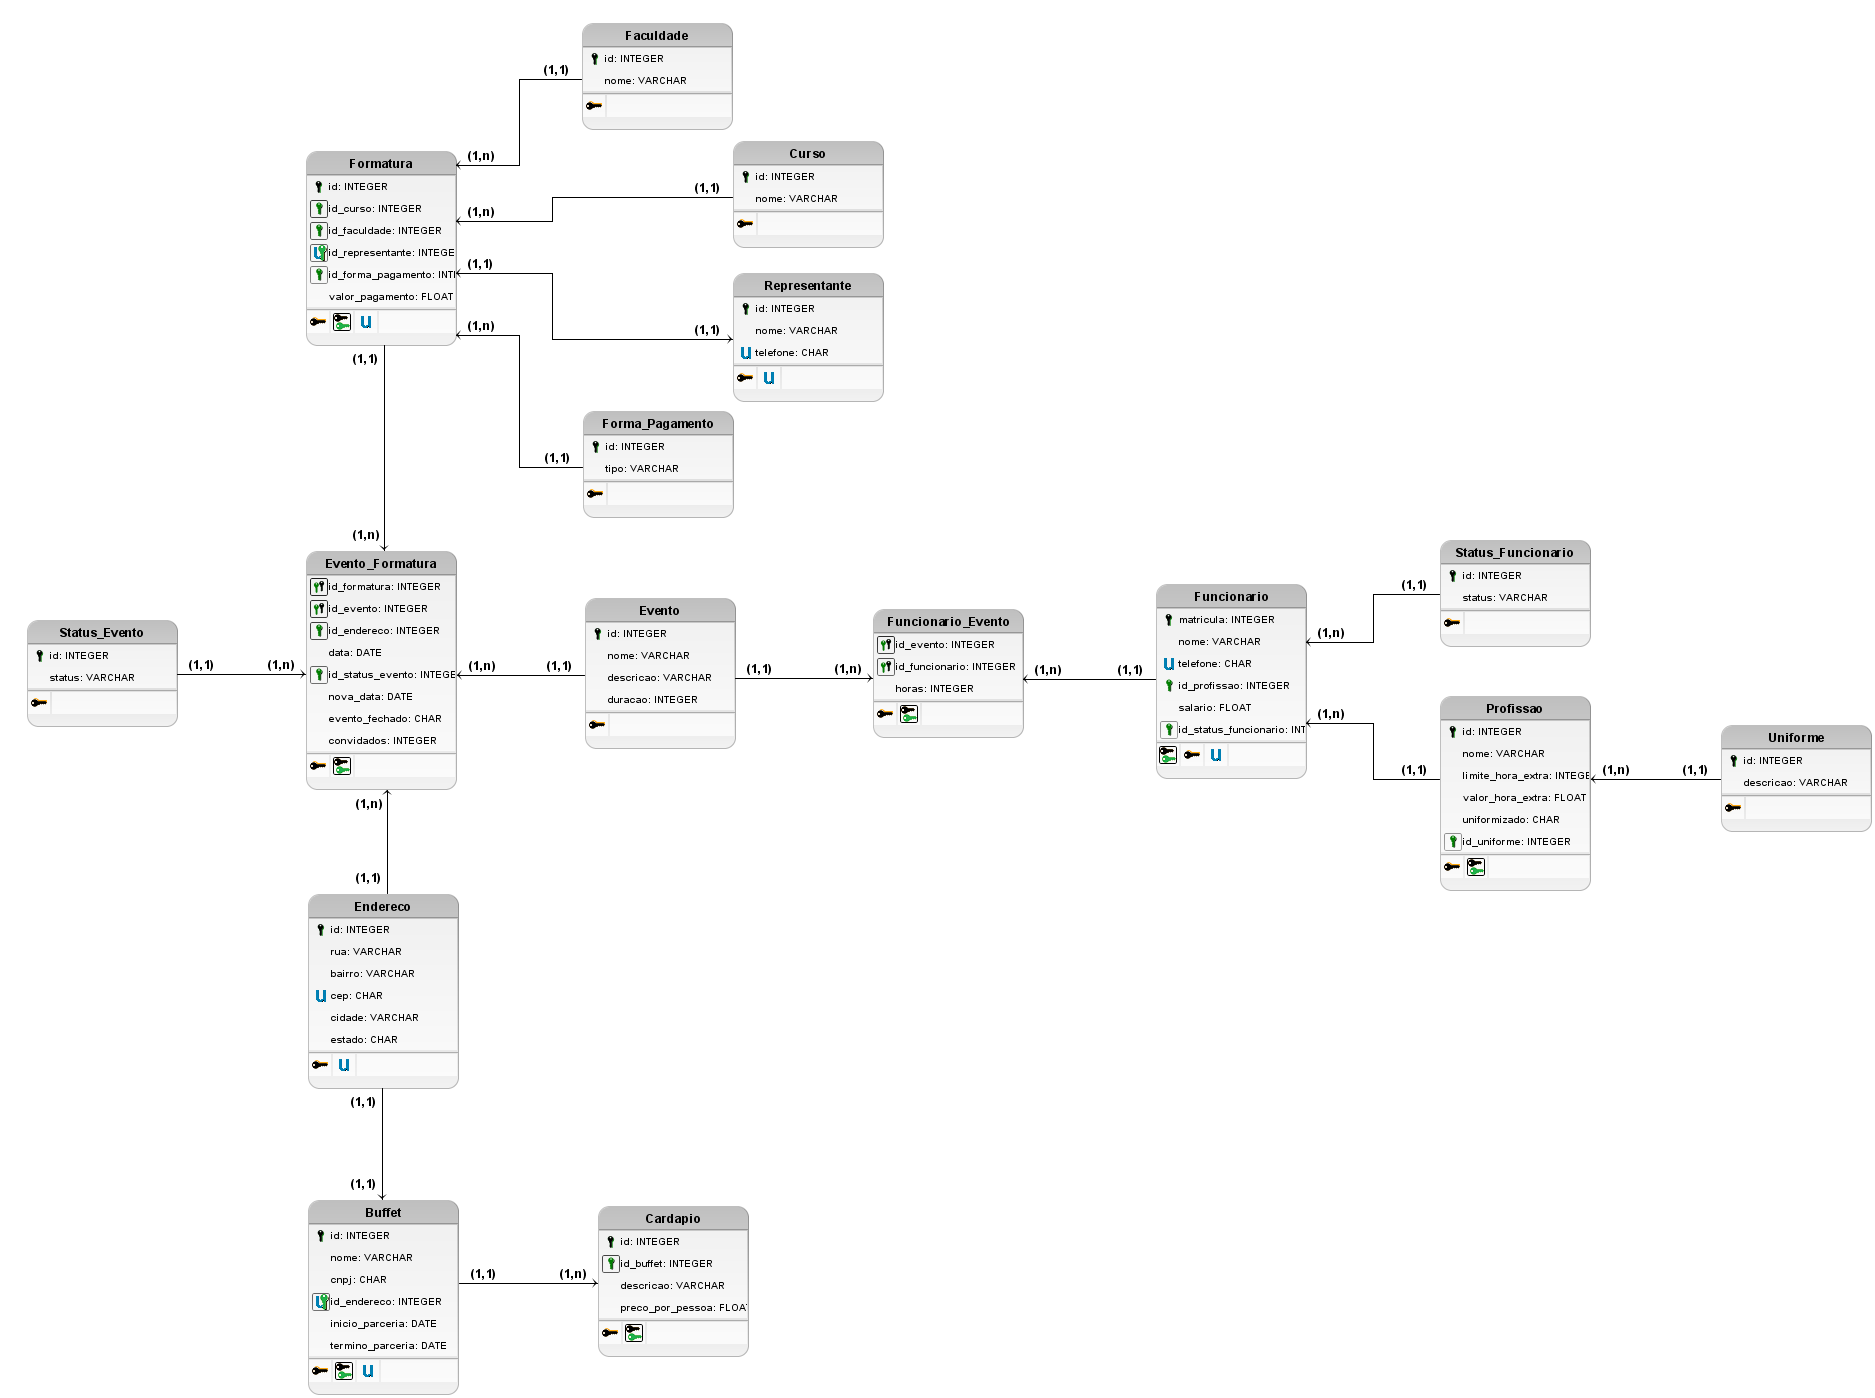 Faculdade
id: INTEGER
nome: VARCHAR
(1,1)
(1,n)
Formatura
id: INTEGER
id_curso: INTEGER
id_faculdade: INTEGER
id_representante: INTEGE
id_forma_pagamento: INTI
valor_pagamento: FLOAT
u
Curso
id: INTEGER
nome: VARCHAR
(1,1)
(1,n)
Representante
id: INTEGER
nome: VARCHAR
u telefone: CHAR
u
(1,1)
(1,1)
Forma_Pagamento
id: INTEGER
tipo: VARCHAR
(1,n)
(1,1)
(1,1)
(1,n)
Evento_Formatura
id_formatura: INTEGER
id_evento: INTEGER
id_endereco: INTEGER
data: DATE
id_status_evento: INTEGE
nova_data: DATE
evento_fechado: CHAR
convidados: INTEGER
Status_Evento
id: INTEGER
status: VARCHAR
(1,1)
(1,n)
Evento
id: INTEGER
nome: VARCHAR
descricao: VARCHAR
duracao: INTEGER
(1,n)
(1,1)
(1,1)
(1,n)
Funcionario_Evento
id_evento: INTEGER
id_funcionario: INTEGER
horas: INTEGER
(1,n)
(1,1)
Funcionario
matricula: INTEGER
nome: VARCHAR
u telefone: CHAR
id_profissao: INTEGER
salario: FLOAT
id_status_funcionario: INT
u
Status_Funcionario
id: INTEGER
status: VARCHAR
(1,1)
(1,n)
Profissao
id: INTEGER
nome: VARCHAR
limite_hora_extra: INTEGE
valor_hora_extra: FLOAT
uniformizado: CHAR
id_uniforme: INTEGER
(1,n)
(1,1)
Uniforme
id: INTEGER
descricao: VARCHAR
(1,n)
(1,1)
(1,n)
(1,1)
Endereco
id: INTEGER
rua: VARCHAR
bairro: VARCHAR
u cep: CHAR
cidade: VARCHAR
estado: CHAR
u
(1,1)
(1,1)
Buffet
id: INTEGER
nome: VARCHAR
cnpj: CHAR
id_endereco: INTEGER
inicio_parceria: DATE
termino_parceria: DATE
u
(1,1)
(1,n)
Cardapio
id: INTEGER
id_buffet: INTEGER
descricao: VARCHAR
preco_por_pessoa: FLOA